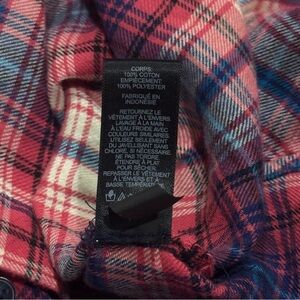 CORPS:
100% COTON
EMPIÈCEMENT
100% POLYESTER
FABRIQUÉ EN
INDONÉSIE
RETOURNEZ LE
VÊTEMENT À L'ENVERS
LAVAGE À LA MAIN
À L'EAU FROIDE AVEC
COULEURS SIMILAIRES
UTILISEZ SEULEMENT
DU JAVELLISANT SANS
CHLORE, SI NÉCESSAIRE.
NE PAS TORDRE
ÉTENDRE À PLAT
POUR SÉCHER.
REPASSER LE VÊTEMENT
À L'ENVERS ET À
BASSE TEMPÉRATURE